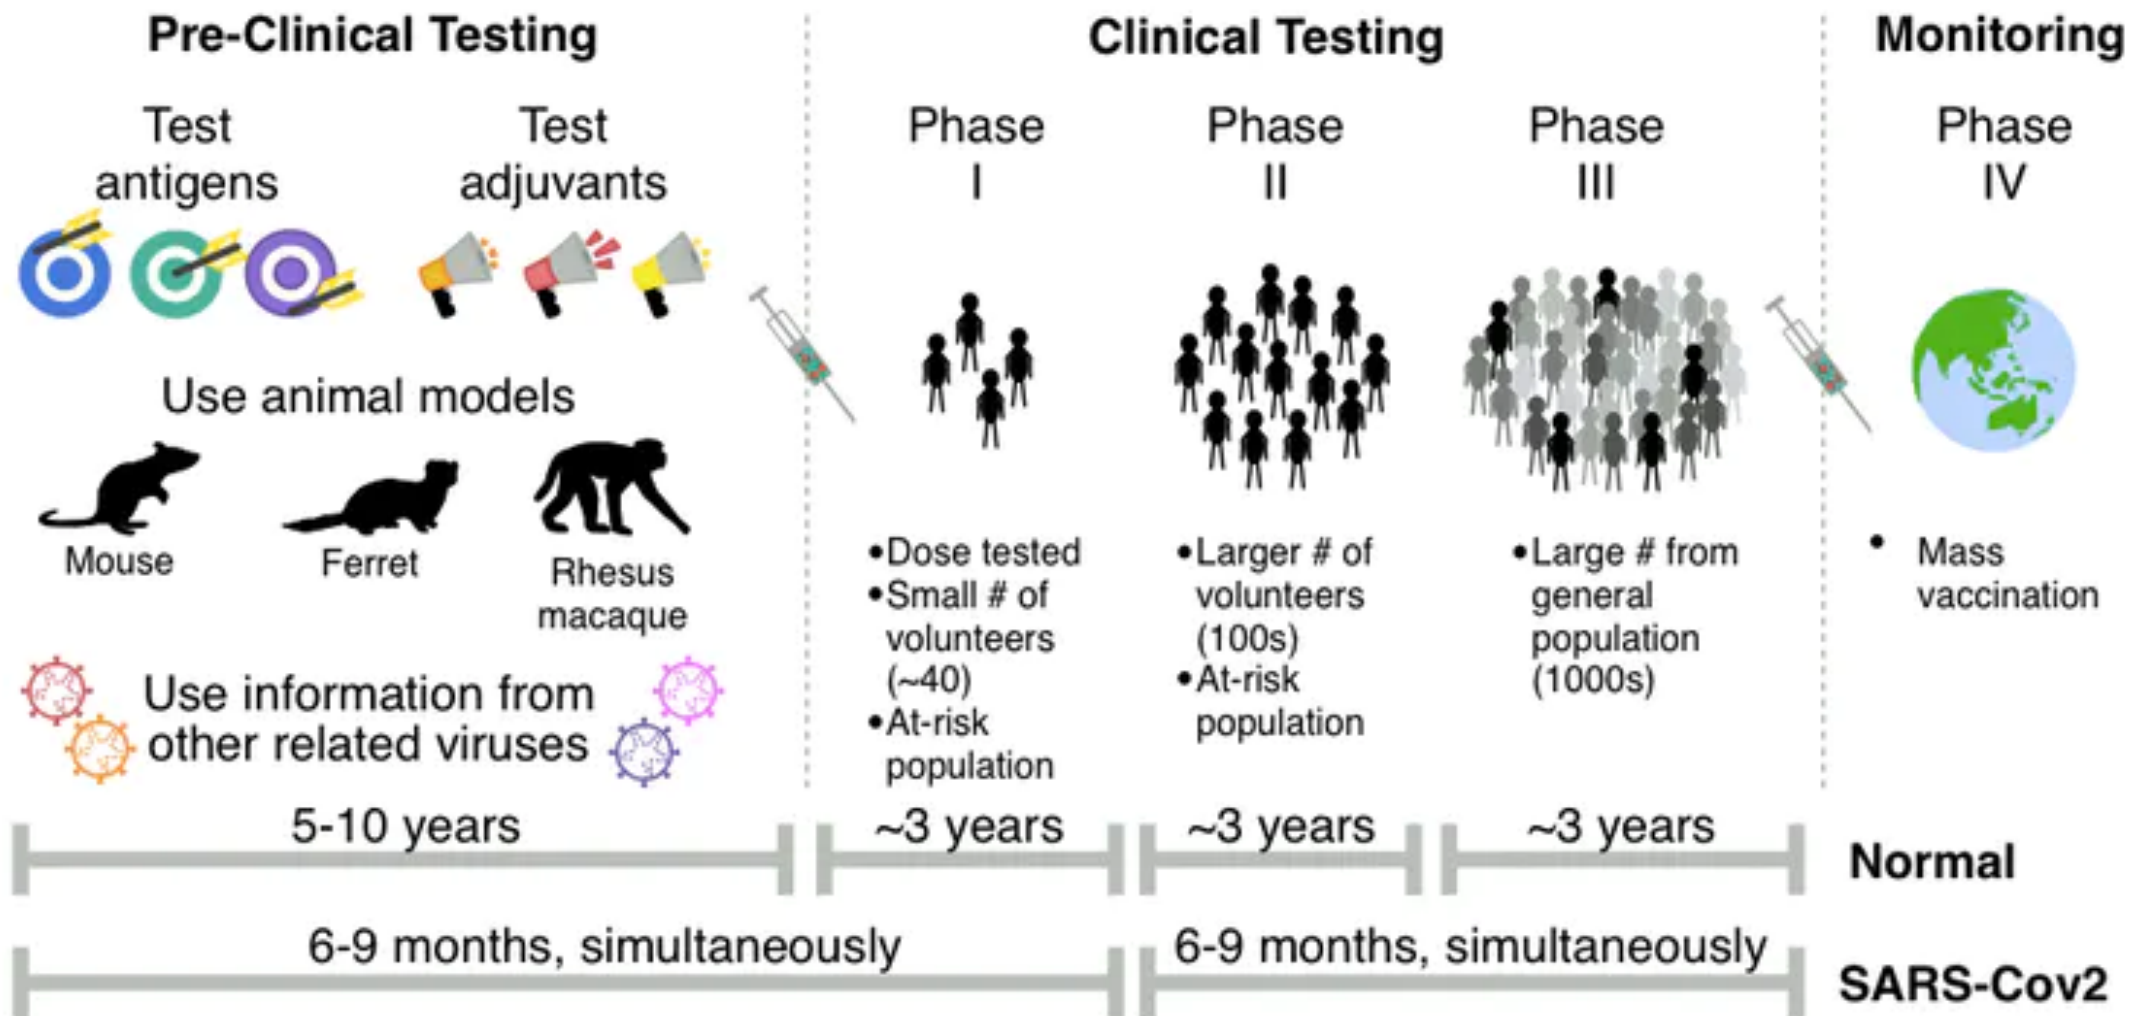 Pre-Clinical Testing
Test
antigens
Test
adjuvants
Use animal models
Mouse
Ferret
Rhesus
macaque
Use information from
other related viruses
Clinical Testing
Phase
I
•Dose tested
•Small # of
volunteers
(~40)
•At-risk
population
Phase
II
•Larger # of
volunteers
(100s)
•At-risk
population
Phase
III
•Large # from
general
population
(1000s)
Monitoring
Phase
IV
• Mass
vaccination
5-10 years
~3 years
~3 years
~3 years
Normal
6-9 months, simultaneously
6-9 months, simultaneously
SARS-Cov2